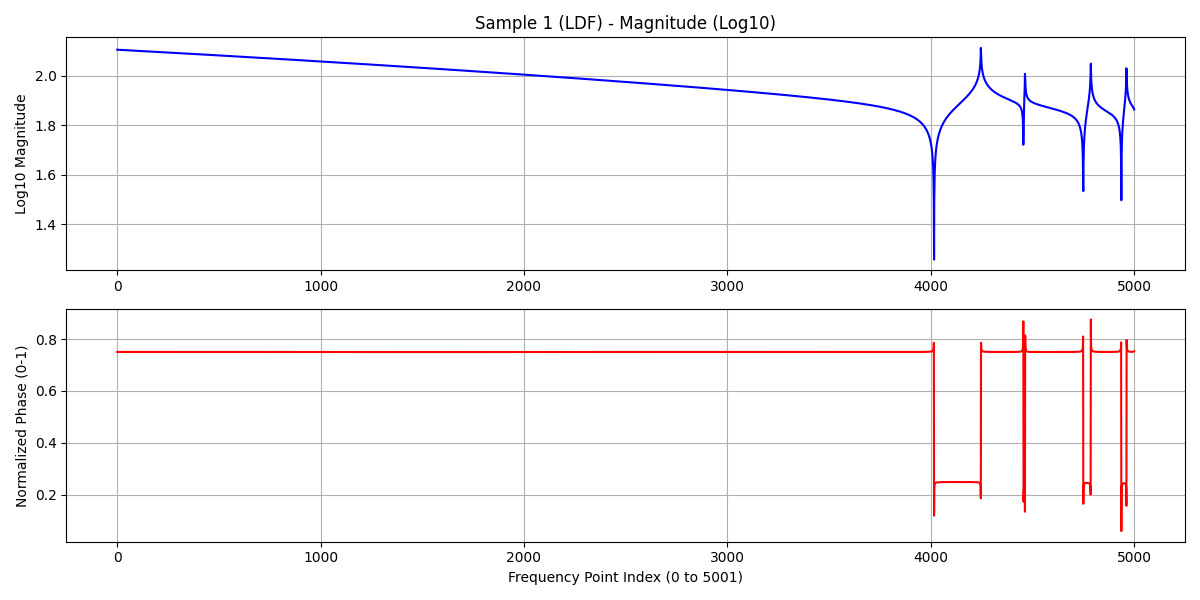 Sample 1 (LDF) - Magnitude (Log10)
Log10 Magnitude
2.0
1.8
1.6
1.4
0 1000 2000 3000 4000 5000
Normalized Phase (0-1)
0.8
0.6
0.4
0.2
0 1000 2000 3000 4000 5000
Frequency Point Index (0 to 5001)